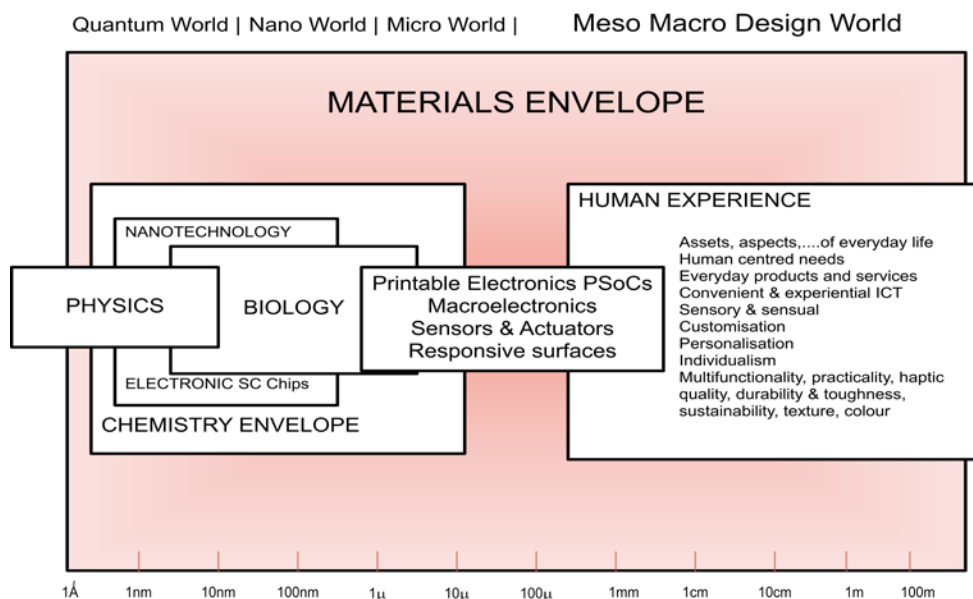 Quantum World | Nano World | Micro World |
Meso Macro Design World
MATERIALS ENVELOPE
HUMAN EXPERIENCE
NANOTECHNOLOGY
PHYSICS
BIOLOGY
ELECTRONIC SC Chips
CHEMISTRY ENVELOPE
Printable Electronics PSoCs
Macroelectronics
Sensors & Actuators
Responsive surfaces
Assets, aspects,....of everyday life
Human centred needs
Everyday products and services
Convenient & experiential ICT
Sensory & sensual
Customisation
Personalisation
Individualism
Multifunctionality, practicality, haptic
quality, durability & toughness,
sustainability, texture, colour
1Å 1nm 10nm 100nm 1µ 10µ 100µ 1mm 1cm 10cm 1m 100m